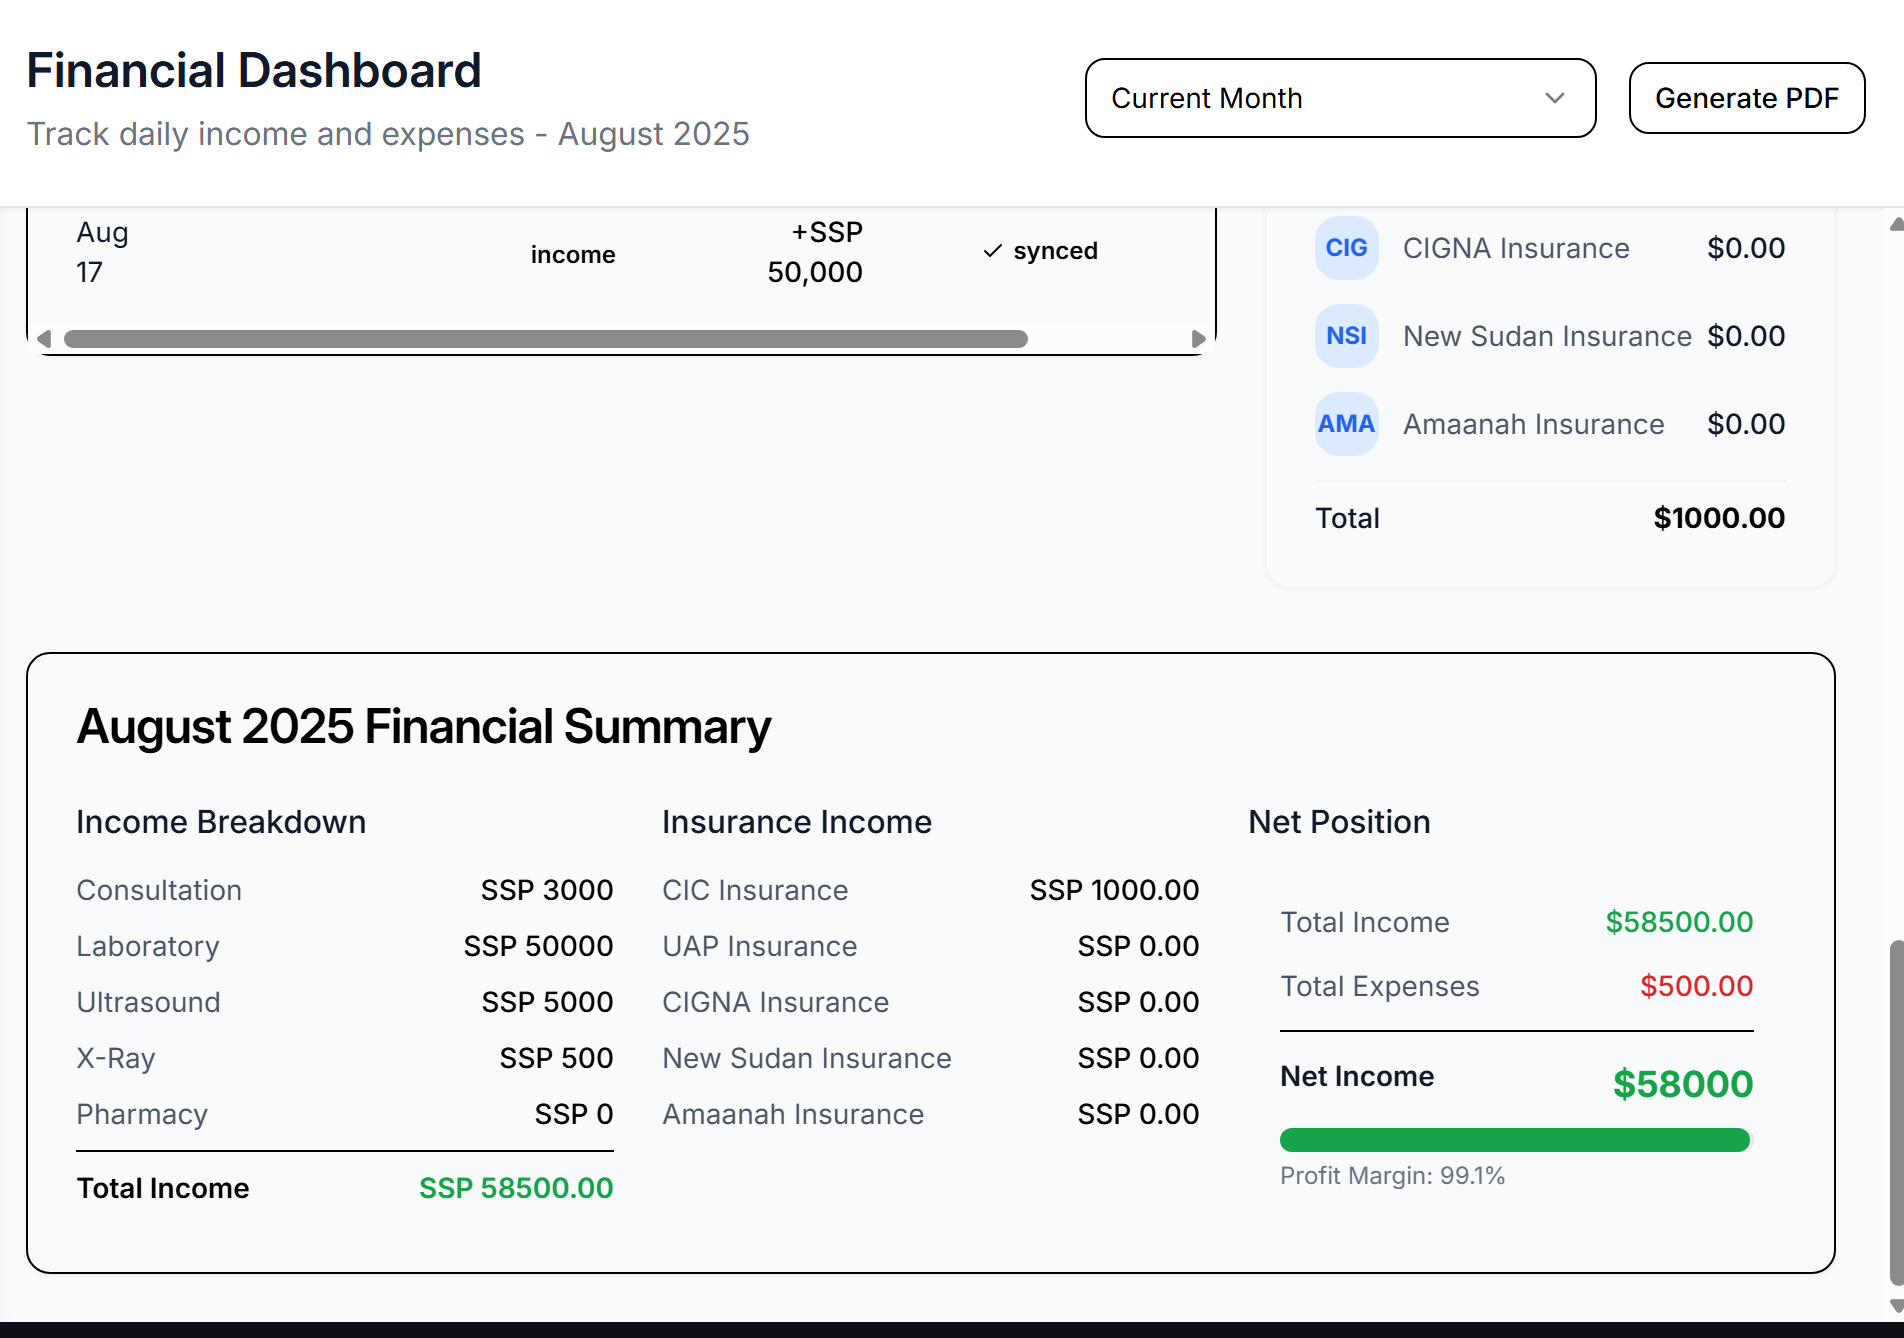 Financial Dashboard
Track daily income and expenses - August 2025
Current Month
Generate PDF
Aug
17
income
+SSP
50,000
synced
CIG CIGNA Insurance $0.00
NSI New Sudan Insurance $0.00
AMA Amaanah Insurance $0.00
Total $1000.00
August 2025 Financial Summary
Income Breakdown
Consultation SSP 3000
Laboratory SSP 50000
Ultrasound SSP 5000
X-Ray SSP 500
Pharmacy SSP 0
Total Income SSP 58500.00
Insurance Income
CIC Insurance SSP 1000.00
UAP Insurance SSP 0.00
CIGNA Insurance SSP 0.00
New Sudan Insurance SSP 0.00
Amaanah Insurance SSP 0.00
Net Position
Total Income $58500.00
Total Expenses $500.00
Net Income $58000
Profit Margin: 99.1%